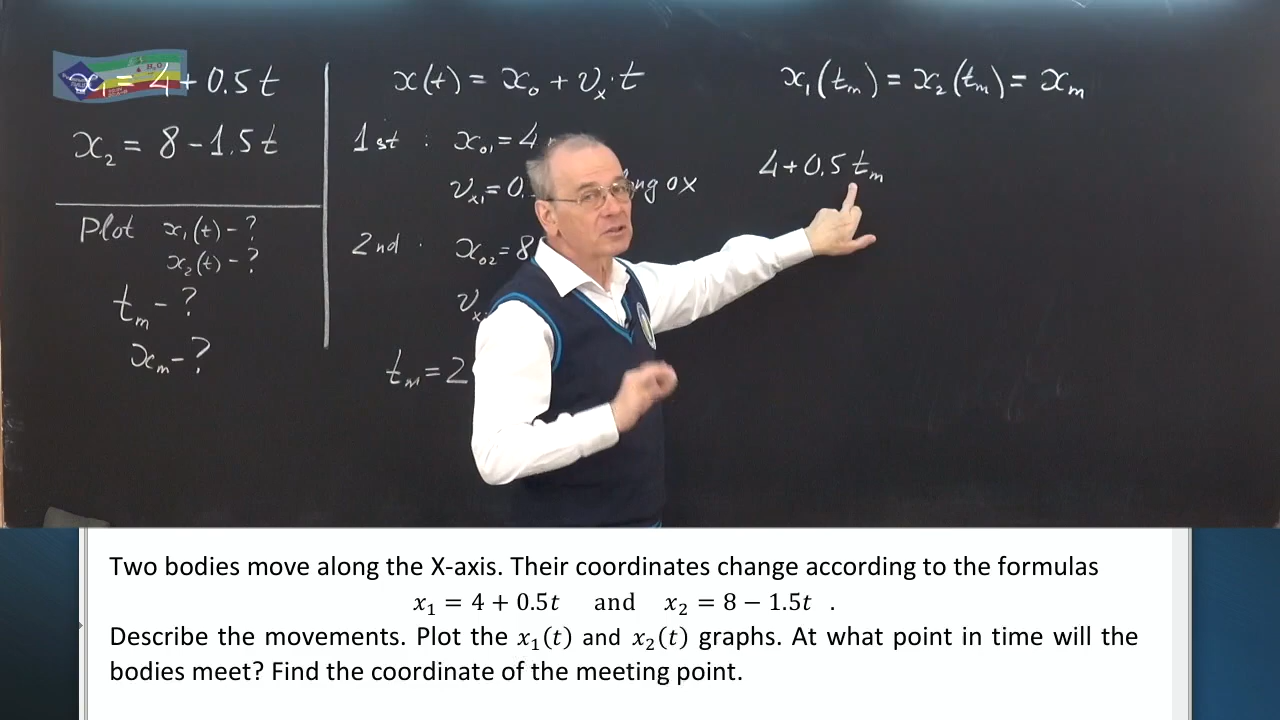 x₁ = 4 + 0.5 t
x₂ = 8 - 1.5 t
Plot x₁(t) - ?
x₂(t) - ?
tₘ - ?
xₘ - ?
x(t) = x₀ + vₓ · t
1st : x₀₁ = 4
vₓ₁ = 0. ox
2nd x₀₂ = 8
vₓ
tₘ = 2
x₁(tₘ) = x₂(tₘ) = xₘ
4 + 0.5 tₘ
Two bodies move along the X-axis. Their coordinates change according to the formulas
x₁ = 4 + 0.5t and x₂ = 8 − 1.5t .
Describe the movements. Plot the x₁(t) and x₂(t) graphs. At what point in time will the
bodies meet? Find the coordinate of the meeting point.